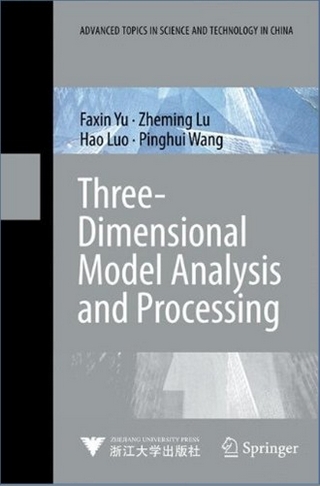 ADVANCED TOPICS IN SCIENCE AND TECHNOLOGY IN CHINA
Faxin Yu · Zheming Lu
Hao Luo · Pinghui Wang
Three-
Dimensional
Model Analysis
and Processing
ZHEJIANG UNIVERSITY PRESS
浙江大学出版社
Springer